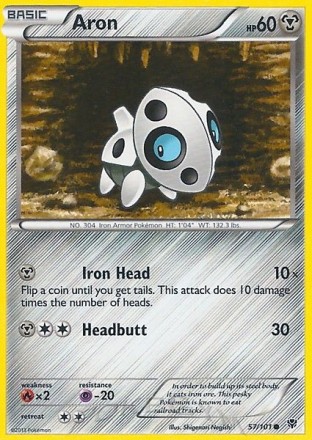 BASIC
Aron HP60
NO. 304 Iron Armor Pokémon. HT: 1'04" WT: 132.3 lbs.
Iron Head 10×
Flip a coin until you get tails. This attack does 10 damage
times the number of heads.
Headbutt 30
weakness resistance
×2 -20
retreat
In order to build up its steel body,
it eats iron ore. This pesky
Pokémon is known to eat
railroad tracks.
©2013 Pokémon Illus. Shigenori Negishi 57/101